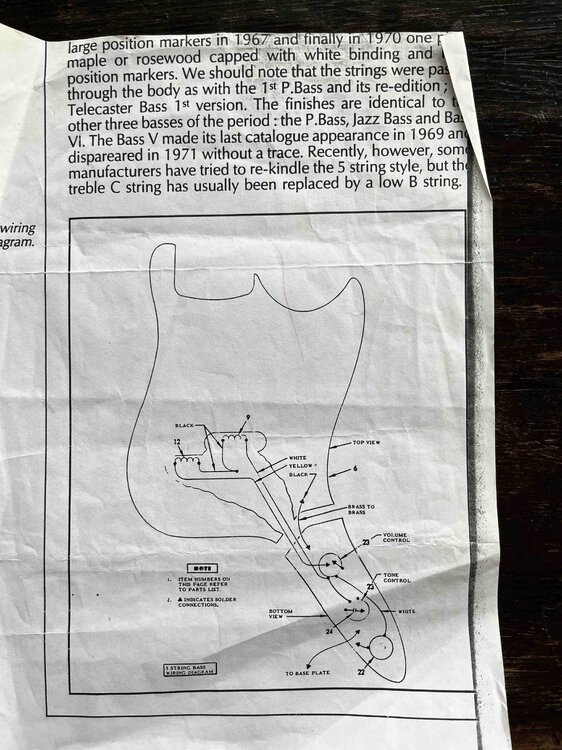 large position markers in 1967 and finally in 1970 one
maple or rosewood capped with white binding and
position markers. We should note that the strings were pas
through the body as with the 1st P.Bass and its re-edition ;
Telecaster Bass 1st version. The finishes are identical to t
other three basses of the period : the P.Bass, Jazz Bass and Ba
VI. The Bass V made its last catalogue appearance in 1969 and
dispareared in 1971 without a trace. Recently, however, some
manufacturers have tried to re-kindle the 5 string style, but the
treble C string has usually been replaced by a low B string.
wiring
agram.
9
BLACK
12
TOP VIEW
WHITE
YELLOW
BLACK
6
BRASS TO
BRASS
23
VOLUME
CONTROL
NOTE
1. ITEM NUMBERS ON
THIS PAGE REFER
TO PARTS LIST.
2. ▲ INDICATES SOLDER
CONNECTIONS.
TONE
CONTROL
23
BOTTOM
VIEW
WHITE
24
5 STRING BASS
WIRING DIAGRAM
TO BASE PLATE
22